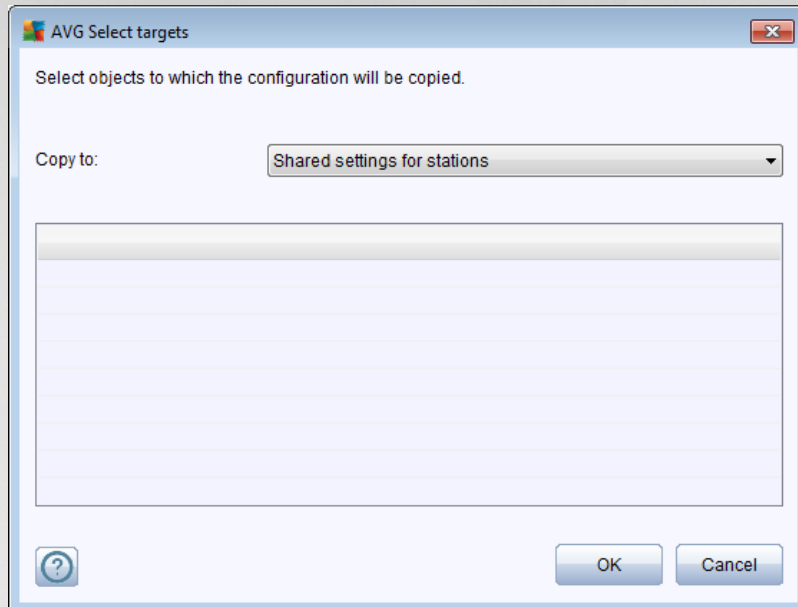 AVG Select targets
Select objects to which the configuration will be copied.
Copy to:
Shared settings for stations
?
OK
Cancel